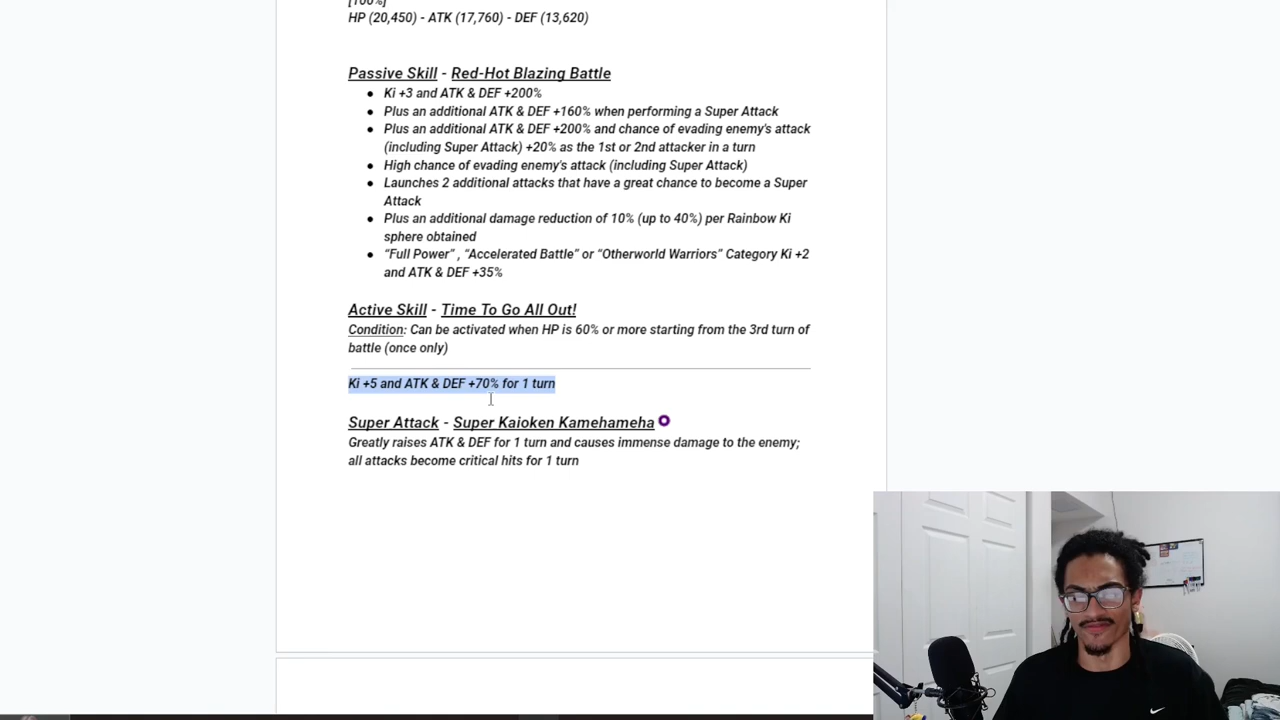 [100%]
HP (20,450) - ATK (17,760) - DEF (13,620)
Passive Skill - Red-Hot Blazing Battle
● Ki +3 and ATK & DEF +200%
● Plus an additional ATK & DEF +160% when performing a Super Attack
● Plus an additional ATK & DEF +200% and chance of evading enemy's attack
(including Super Attack) +20% as the 1st or 2nd attacker in a turn
● High chance of evading enemy's attack (including Super Attack)
● Launches 2 additional attacks that have a great chance to become a Super
Attack
● Plus an additional damage reduction of 10% (up to 40%) per Rainbow Ki
sphere obtained
● “Full Power” , “Accelerated Battle” or “Otherworld Warriors” Category Ki +2
and ATK & DEF +35%
Active Skill - Time To Go All Out!
Condition: Can be activated when HP is 60% or more starting from the 3rd turn of
battle (once only)
Ki +5 and ATK & DEF +70% for 1 turn
Super Attack - Super Kaioken Kamehameha
Greatly raises ATK & DEF for 1 turn and causes immense damage to the enemy;
all attacks become critical hits for 1 turn